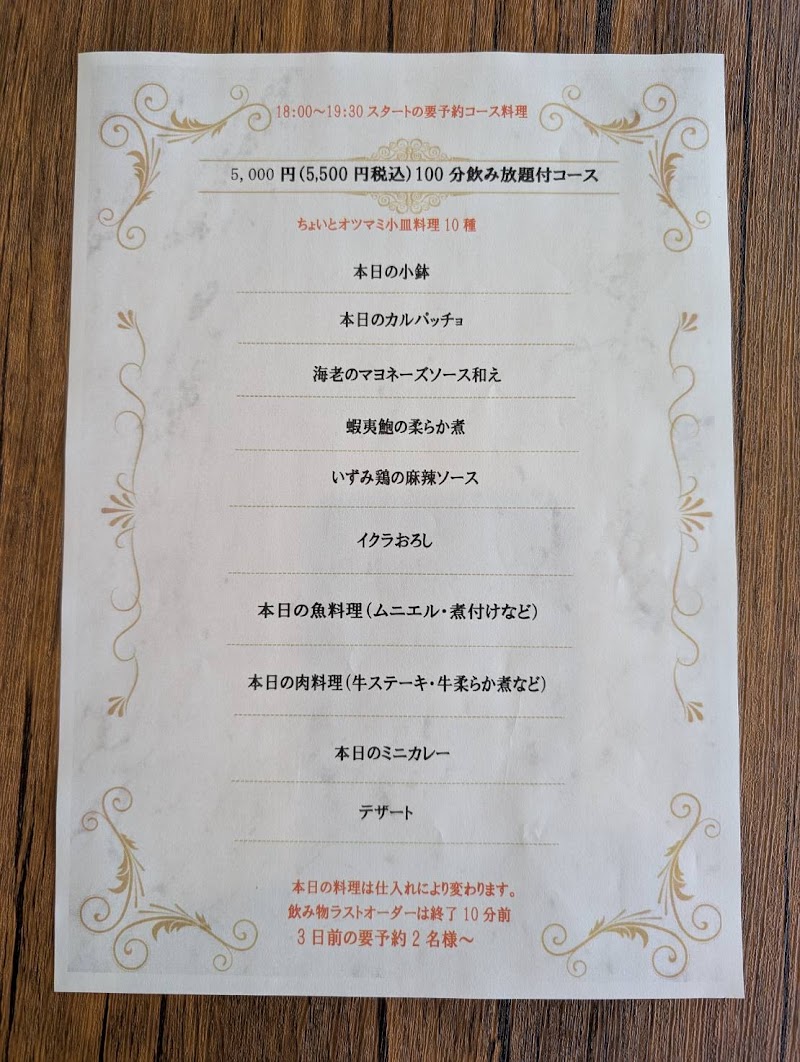 18:00～19:30 スタートの要予約コース料理
5,000 円(5,500 円税込)100 分飲み放題付コース
ちょいとオツマミ小皿料理 10 種
本日の小鉢
本日のカルパッチョ
海老のマヨネーズソース和え
蝦夷鮑の柔らか煮
いずみ鶏の麻辣ソース
イクラおろし
本日の魚料理(ムニエル・煮付けなど)
本日の肉料理(牛ステーキ・牛柔らか煮など)
本日のミニカレー
デザート
本日の料理は仕入れにより変わります。
飲み物ラストオーダーは終了 10 分前
3 日前の要予約 2 名様～